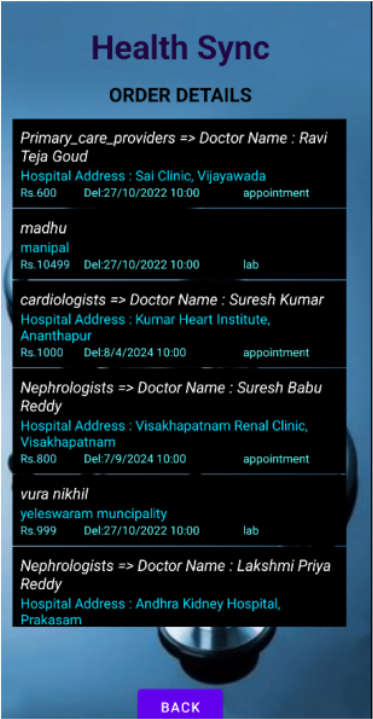 Health Sync
ORDER DETAILS
Primary_care_providers => Doctor Name : Ravi
Teja Goud
Hospital Address : Sai Clinic, Vijayawada
Rs.600 Del:27/10/2022 10:00 appointment
madhu
manipal
Rs.10499 Del:27/10/2022 10:00 lab
cardiologists => Doctor Name : Suresh Kumar
Hospital Address : Kumar Heart Institute,
Ananthapur
Rs.1000 Del:8/4/2024 10:00 appointment
Nephrologists => Doctor Name : Suresh Babu
Reddy
Hospital Address : Visakhapatnam Renal Clinic,
Visakhapatnam
Rs.800 Del:7/9/2024 10:00 appointment
vura nikhil
yeleswaram muncipality
Rs.999 Del:27/10/2022 10:00 lab
Nephrologists => Doctor Name : Lakshmi Priya
Reddy
Hospital Address : Andhra Kidney Hospital,
Prakasam
BACK